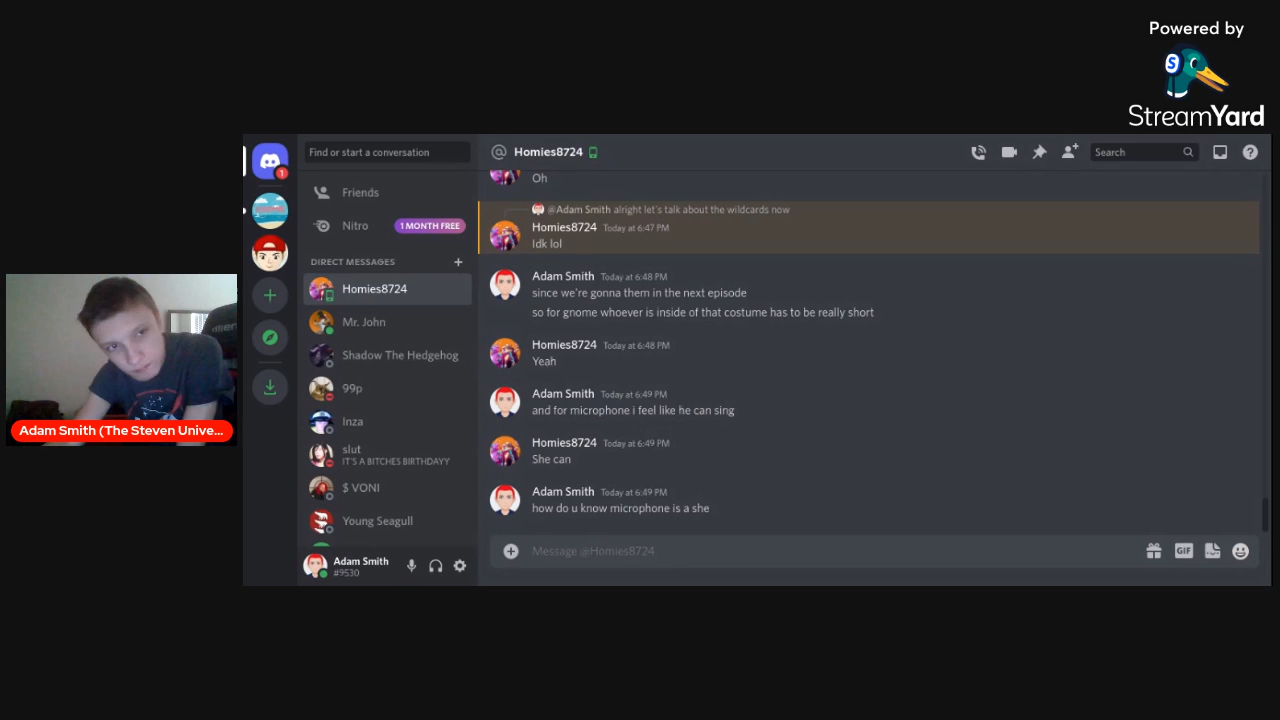 Powered by
StreamYard
Find or start a conversation
Friends
Nitro
1 MONTH FREE
DIRECT MESSAGES
Homies8724
Mr. John
Shadow The Hedgehog
99p
Inza
slut
IT'S A BITCHES BIRTHDAYY
$ VONI
Young Seagull
Adam Smith
#9530
1
Homies8724
Search
Oh
@Adam Smith alright let's talk about the wildcards now
Homies8724 Today at 6:47 PM
Idk lol
Adam Smith Today at 6:48 PM
since we're gonna them in the next episode
so for gnome whoever is inside of that costume has to be really short
Homies8724 Today at 6:48 PM
Yeah
Adam Smith Today at 6:49 PM
and for microphone i feel like he can sing
Homies8724 Today at 6:49 PM
She can
Adam Smith Today at 6:49 PM
how do u know microphone is a she
Message @Homies8724
GIF
Adam Smith (The Steven Unive...